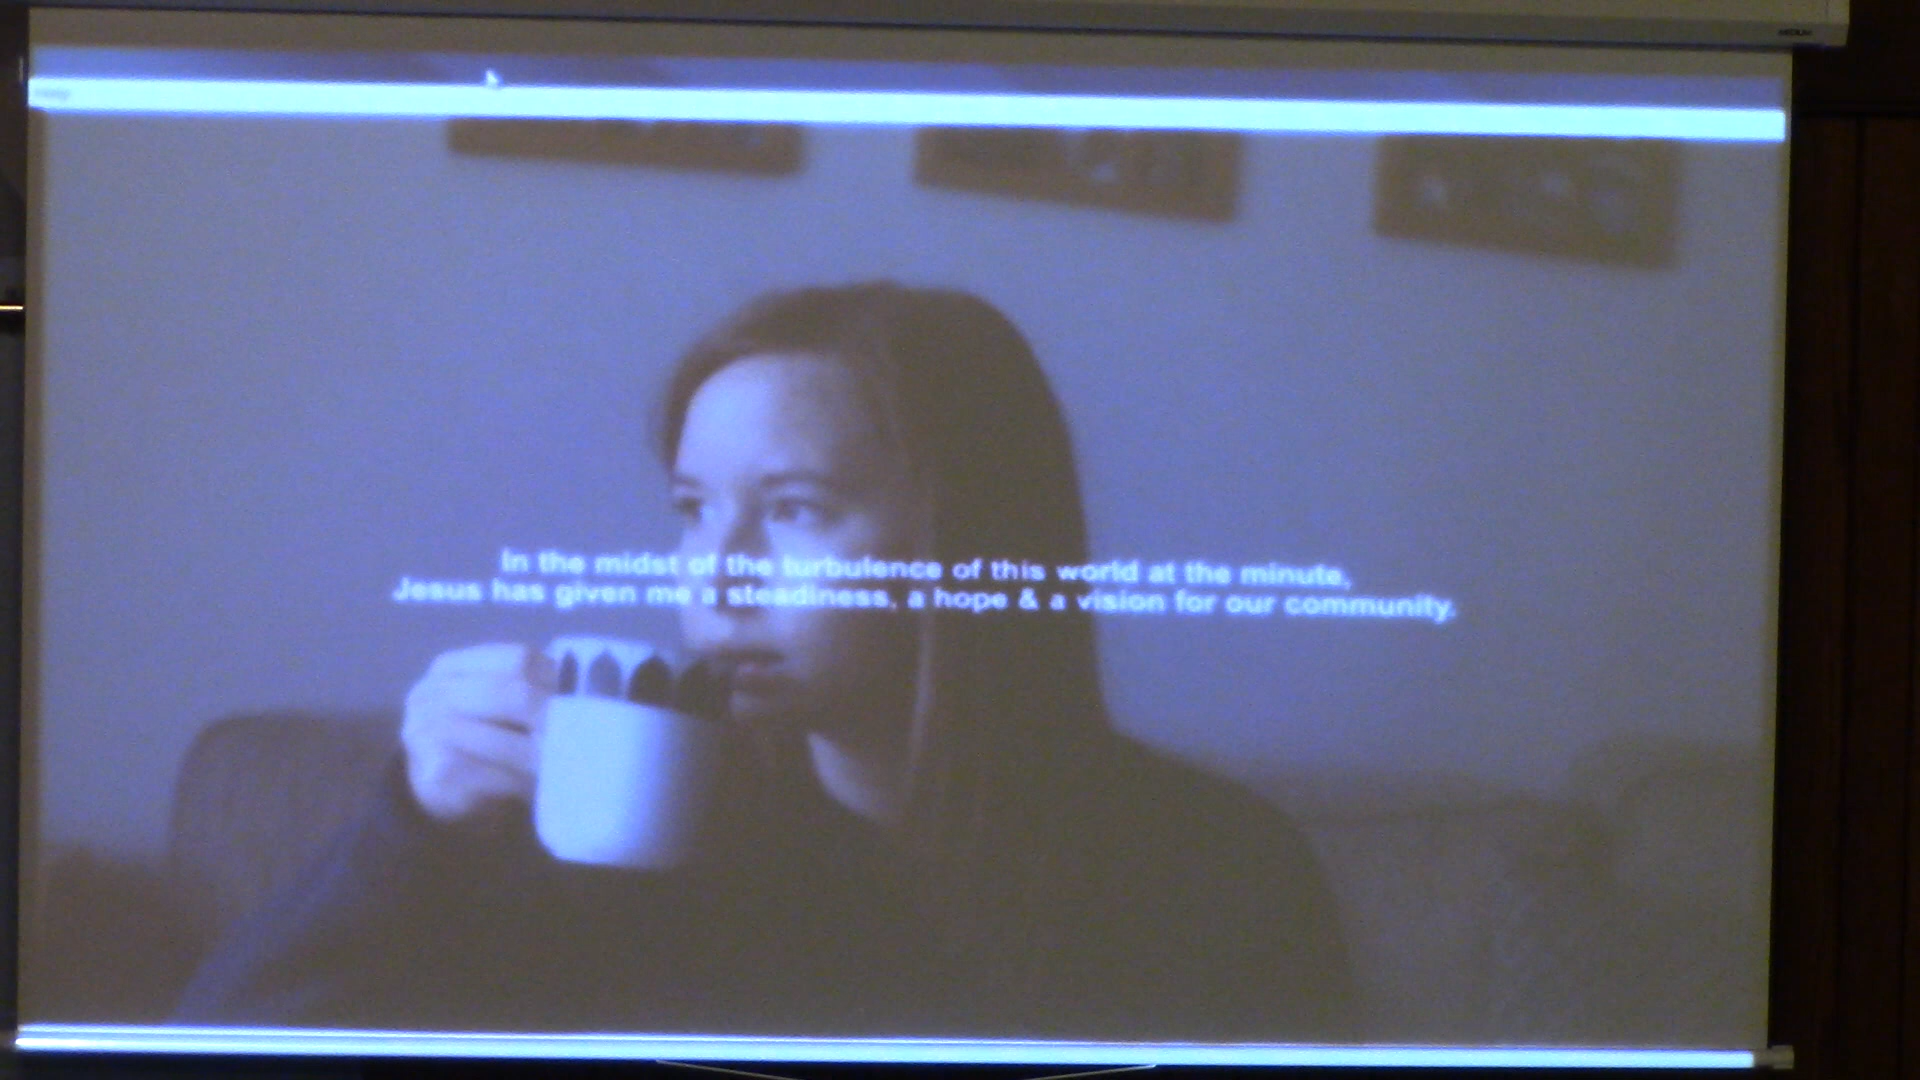 In the midst of the turbulence of this world at the minute,
Jesus has given me a steadiness, a hope & a vision for our community.